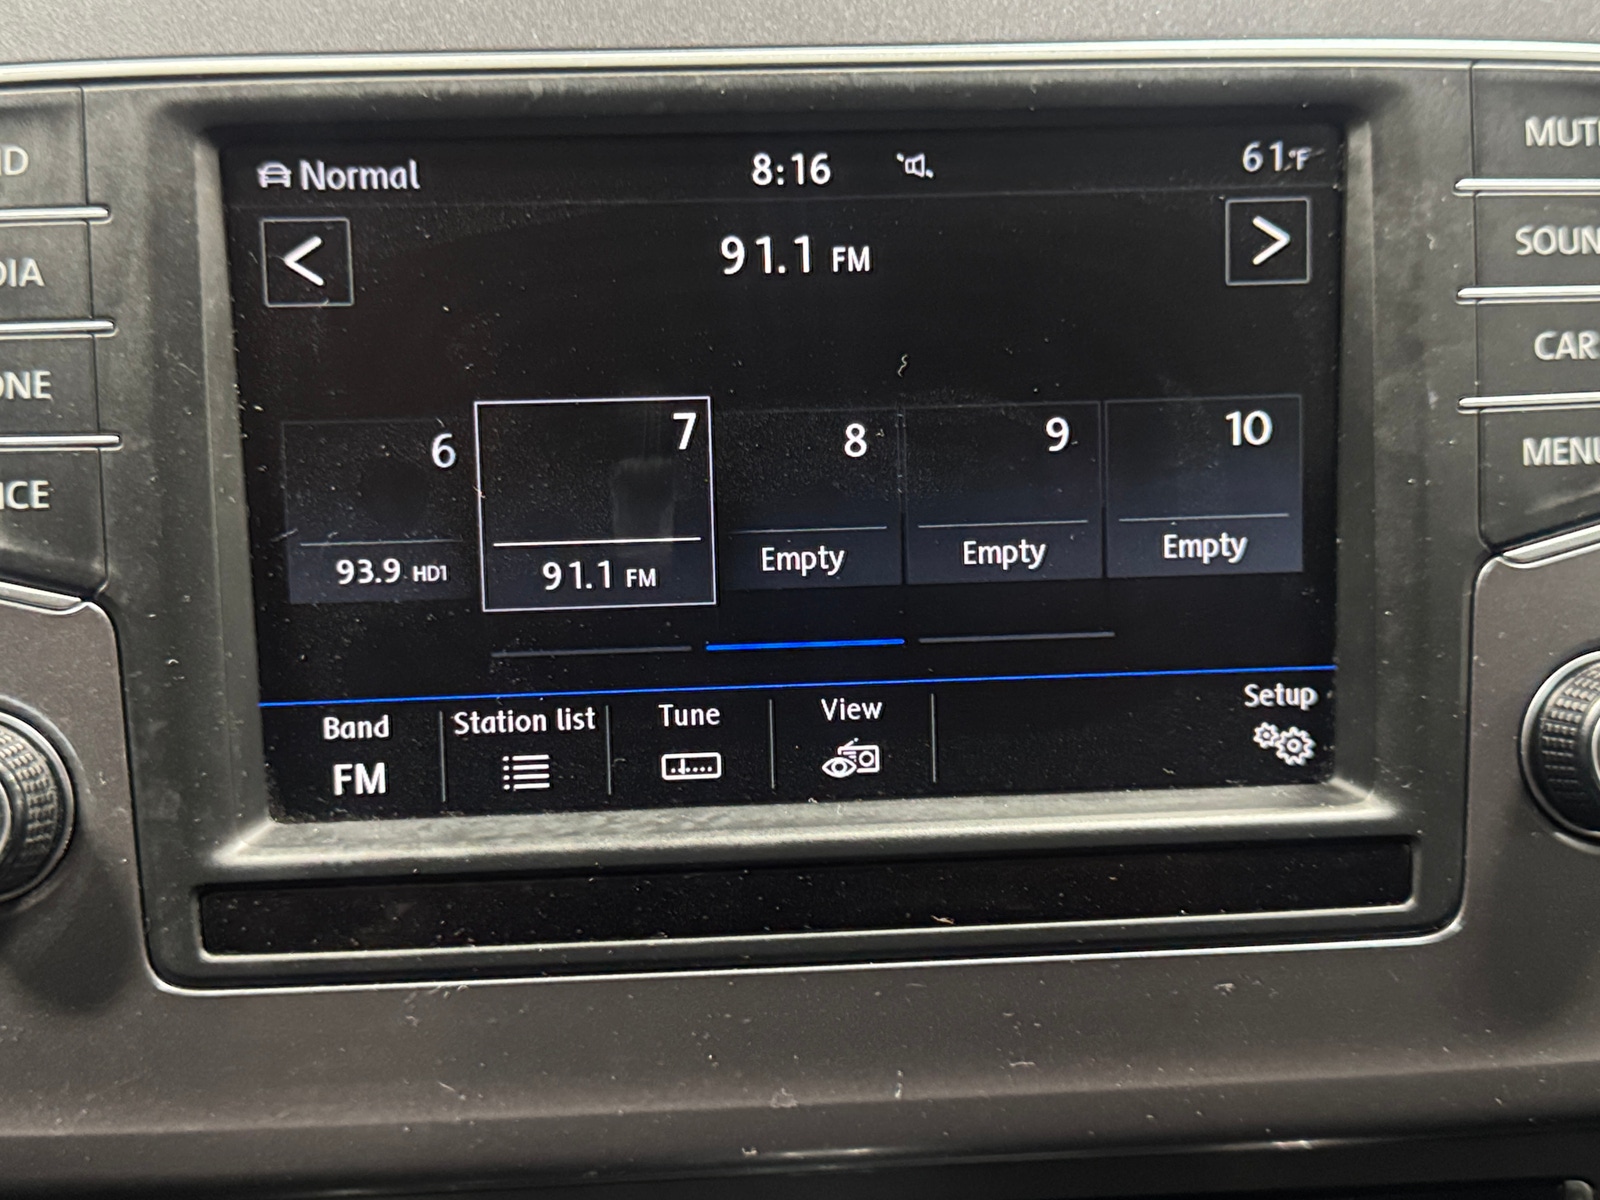 Normal 8:16 61°F
< 91.1 FM >
6 7 8 9 10
93.9 HD1 91.1 FM Empty Empty Empty
Band Station list Tune View Setup
FM
ND
DIA
ONE
ICE
MUT
SOUN
CAR
MENU